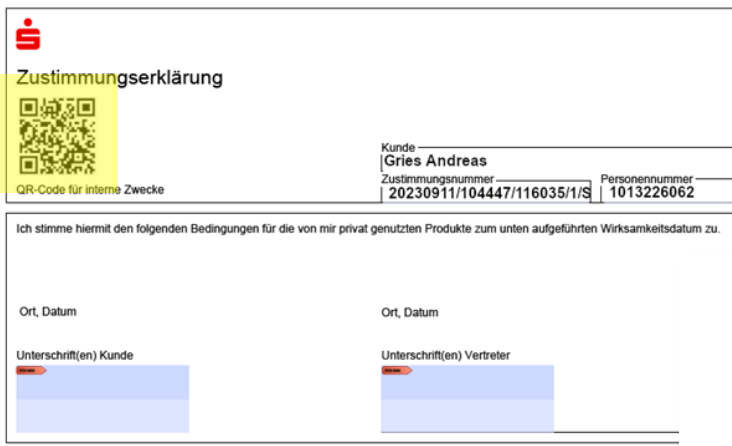 Zustimmungserklärung
QR-Code für interne Zwecke
Kunde
Gries Andreas
Zustimmungsnummer
Personennummer
20230911/104447/116035/1/S
1013226062
Ich stimme hiermit den folgenden Bedingungen für die von mir privat genutzten Produkte zum unten aufgeführten Wirksamkeitsdatum zu.
Ort, Datum
Ort, Datum
Unterschrift(en) Kunde
Unterschrift(en) Vertreter